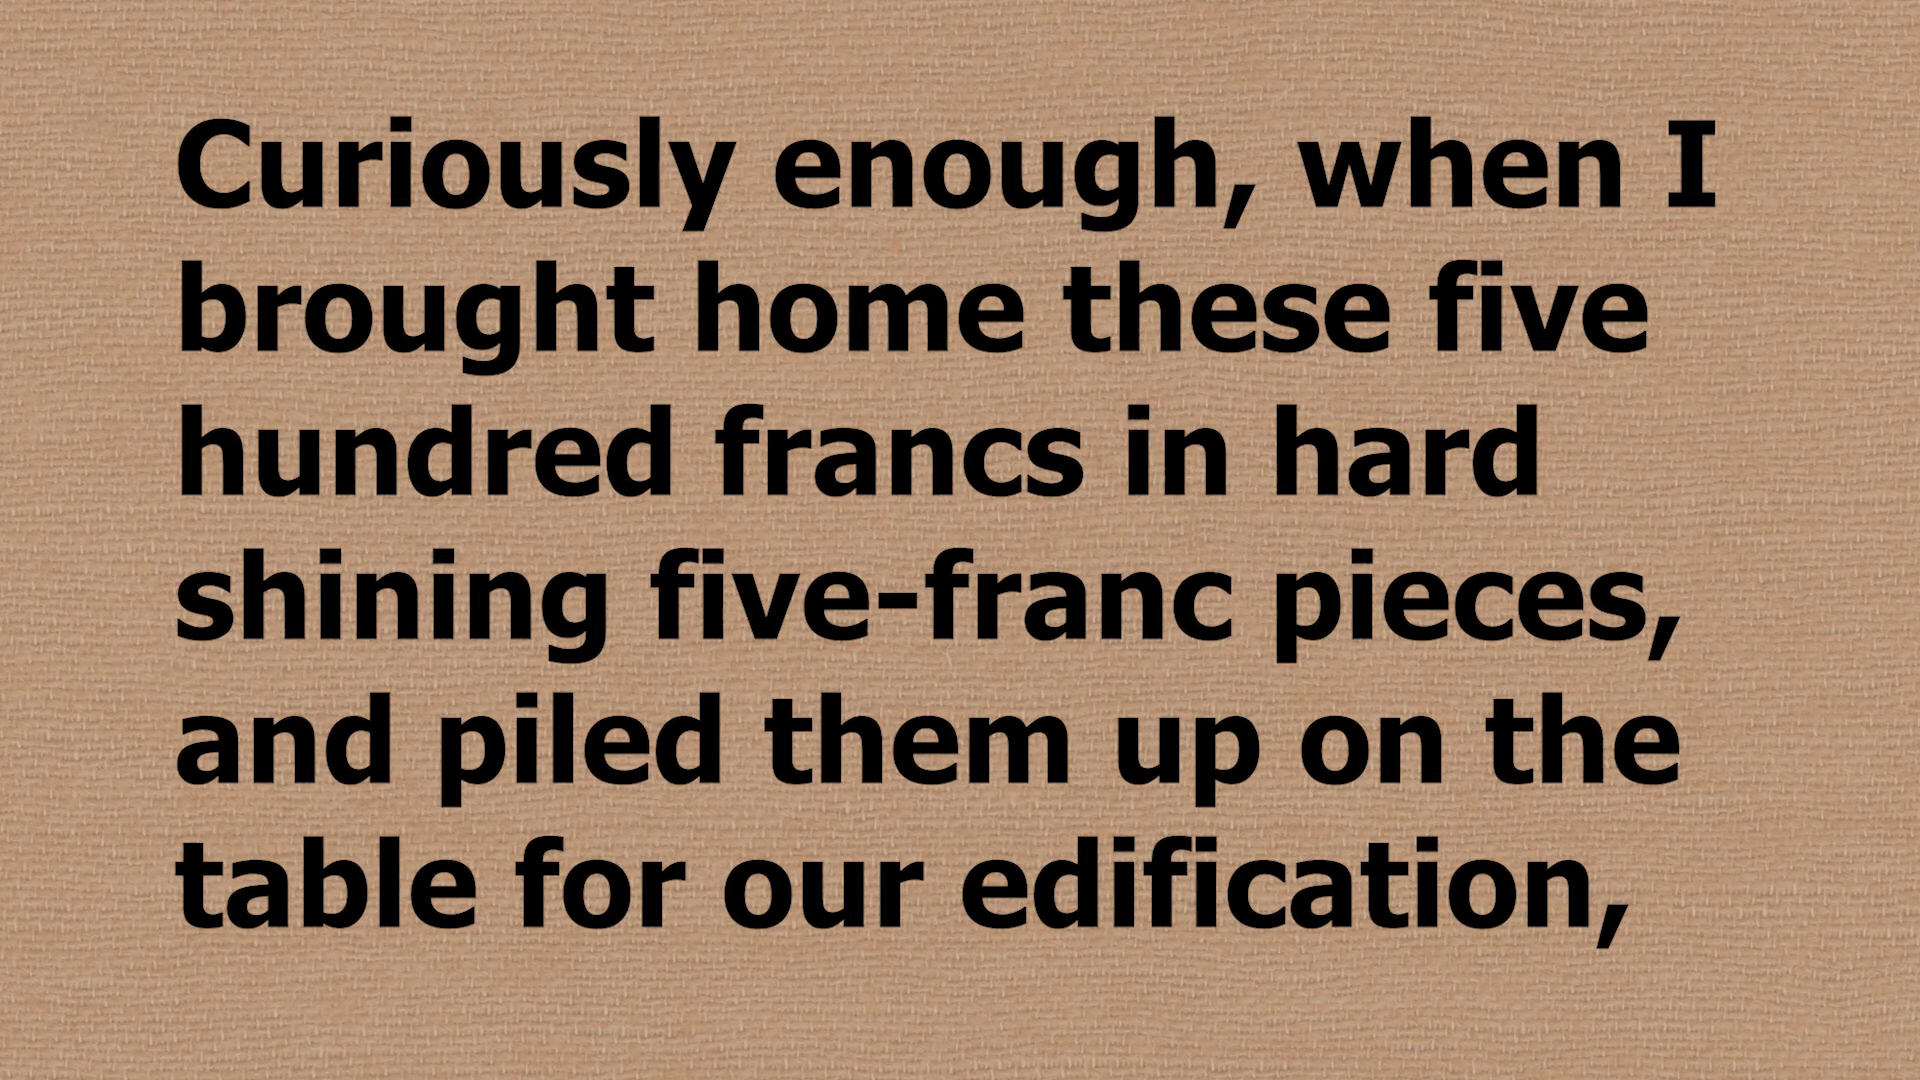 Curiously enough, when I
brought home these five
hundred francs in hard
shining five-franc pieces,
and piled them up on the
table for our edification,